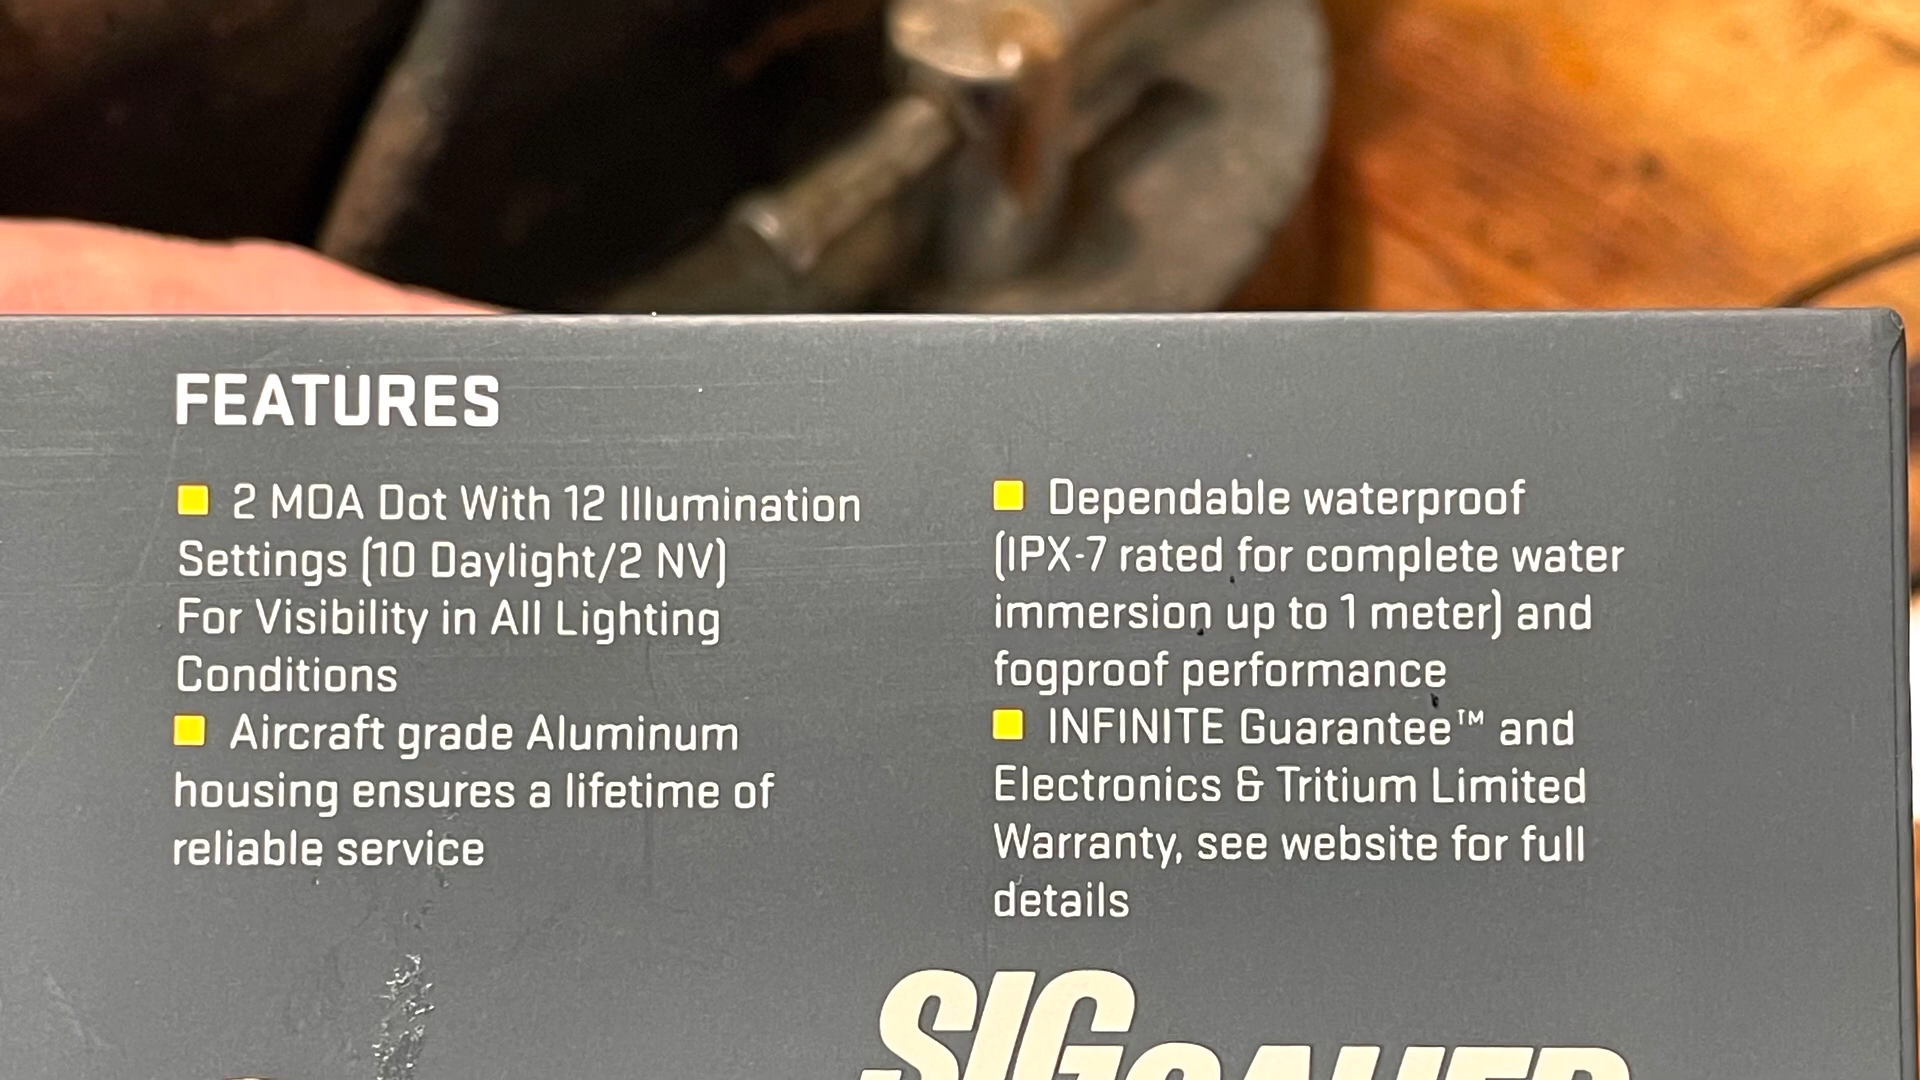 FEATURES
2 MOA Dot With 12 Illumination
Settings (10 Daylight/2 NV)
For Visibility in All Lighting
Conditions
Aircraft grade Aluminum
housing ensures a lifetime of
reliable service
Dependable waterproof
(IPX-7 rated for complete water
immersion up to 1 meter) and
fogproof performance
INFINITE Guarantee™ and
Electronics & Tritium Limited
Warranty, see website for full
details
SIG SAUER